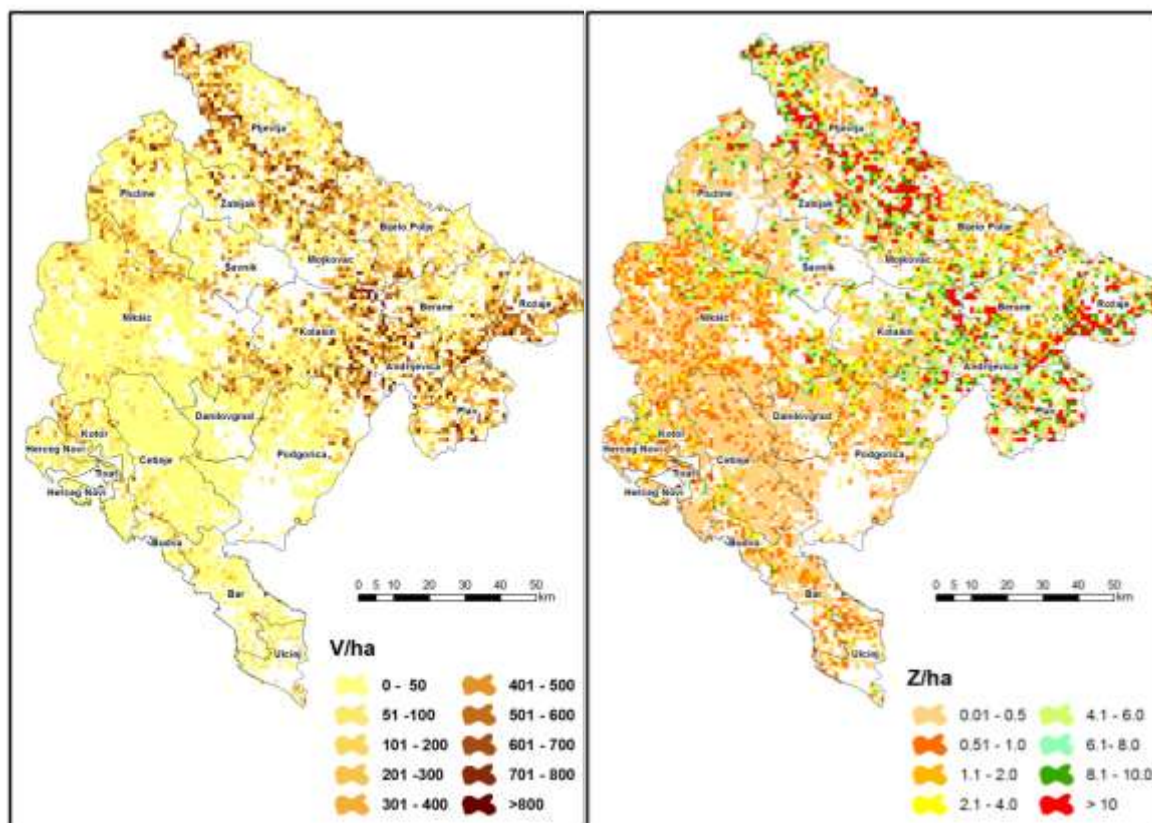 Pljevlja
Plužine
Žabljak
Bijelo Polje
Mojkovac
Šavnik
Berane
Rožaje
Nikšić
Kolašin
Andrijevica
Plav
Danilovgrad
Kotor
Herceg Novi
Podgorica
Cetinje
Tivat
Herceg Novi
Budva
Bar
Ulcinj
0 5 10 20 30 40 50
km
V/ha
0 - 50
51 -100
101 - 200
201 -300
301 - 400
401 - 500
501 - 600
601 - 700
701 - 800
>800
Pljevlja
Plužine
Žabljak
Bijelo Polje
Mojkovac
Šavnik
Berane
Rožaje
Nikšić
Kolašin
Andrijevica
Plav
Danilovgrad
Kotor
Herceg Novi
Podgorica
Cetinje
Tivat
Herceg Novi
Budva
Bar
Ulcinj
0 5 10 20 30 40 50
km
Z/ha
0.01 - 0.5
0.51 - 1.0
1.1 - 2.0
2.1 - 4.0
4.1 - 6.0
6.1- 8.0
8.1 - 10.0
> 10